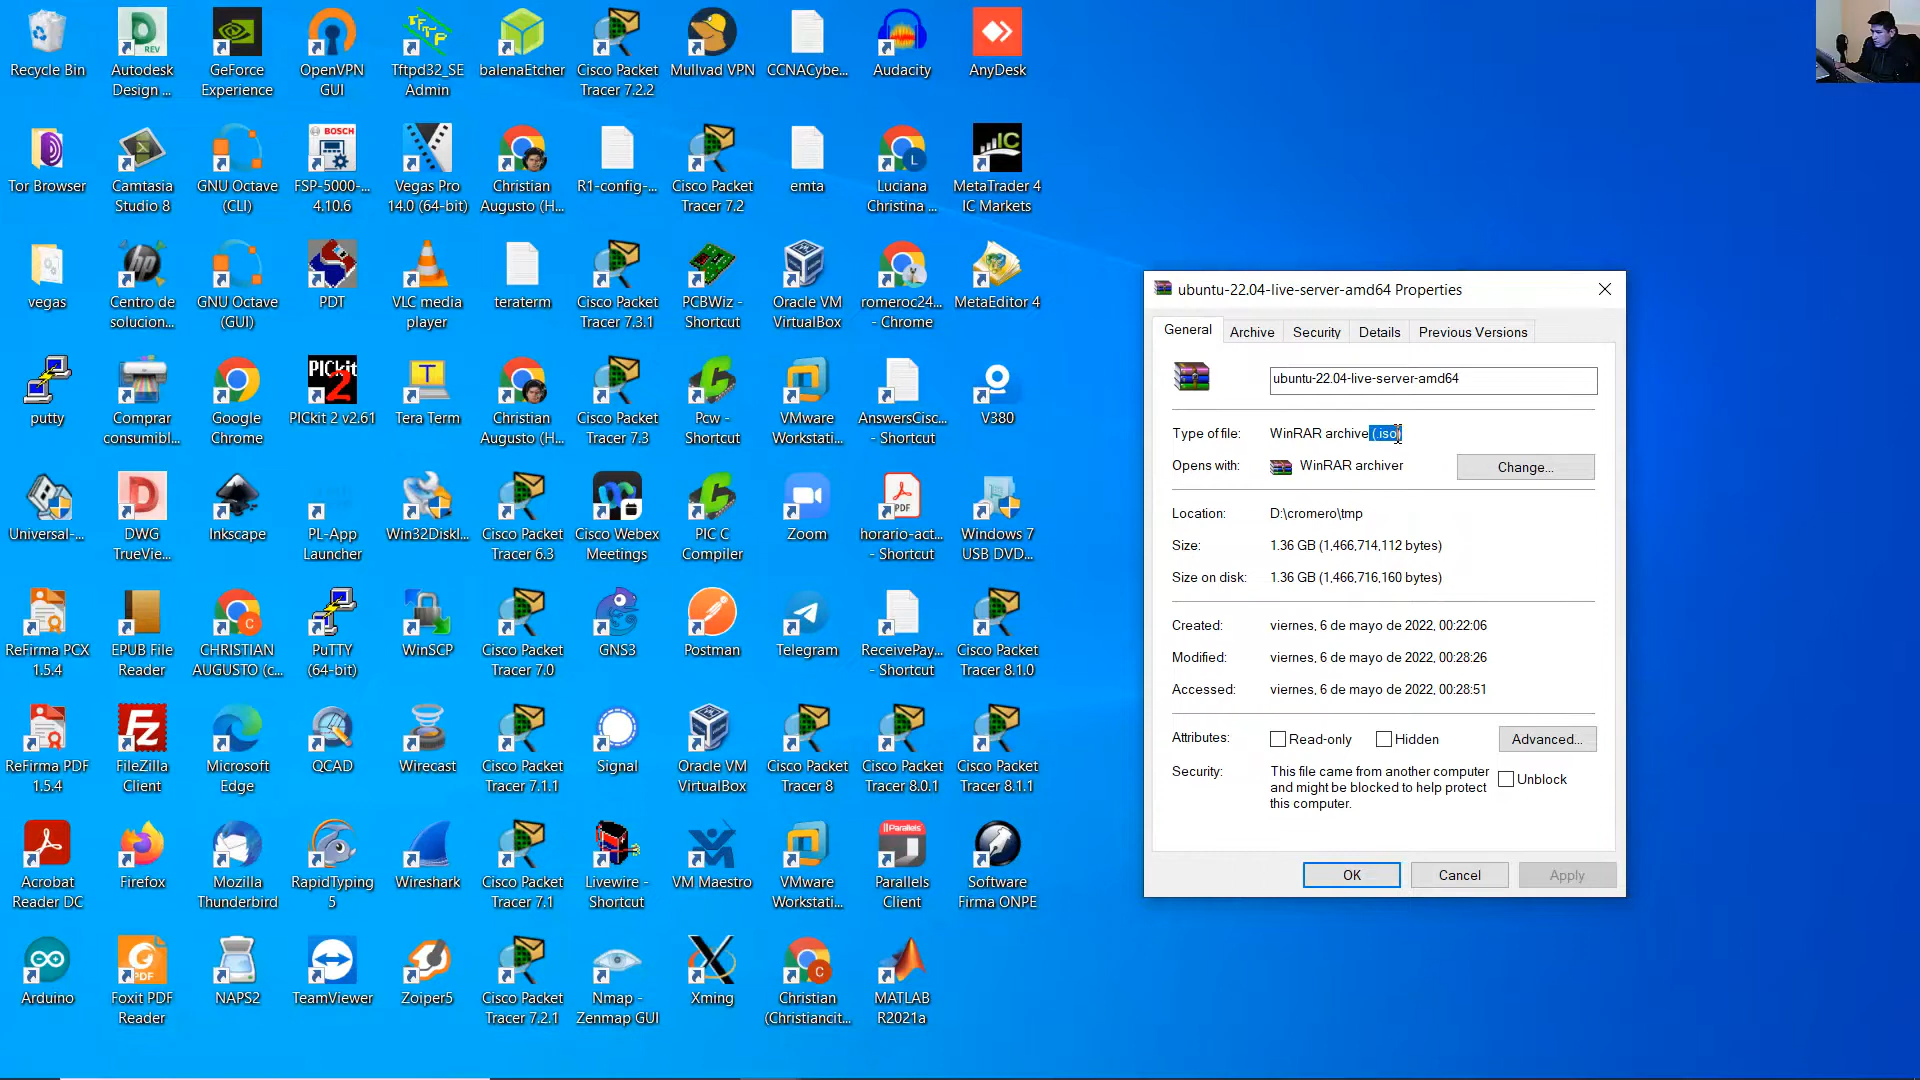 Recycle Bin
Autodesk
Design ...
GeForce
Experience
OpenVPN
GUI
Tftpd32_SE
Admin
balenaEtcher
Cisco Packet
Tracer 7.2.2
Mullvad VPN
CCNACybe...
Audacity
AnyDesk
Tor Browser
Camtasia
Studio 8
GNU Octave
(CLI)
FSP-5000-...
4.10.6
Vegas Pro
14.0 (64-bit)
Christian
Augusto (H...
R1-config-...
Cisco Packet
Tracer 7.2
emta
Luciana
Christina ...
MetaTrader 4
IC Markets
vegas
Centro de
solucion...
GNU Octave
(GUI)
PDT
VLC media
player
teraterm
Cisco Packet
Tracer 7.3.1
PCBWiz -
Shortcut
Oracle VM
VirtualBox
romeroc24...
- Chrome
MetaEditor 4
putty
Comprar
consumibl...
Google
Chrome
PICkit 2 v2.61
Tera Term
Christian
Augusto (H...
Cisco Packet
Tracer 7.3
Pcw -
Shortcut
VMware
Workstati...
AnswersCisc...
- Shortcut
V380
Universal-...
DWG
TrueVie...
Inkscape
PL-App
Launcher
Win32DiskI...
Cisco Packet
Tracer 6.3
Cisco Webex
Meetings
PIC C
Compiler
Zoom
horario-act...
- Shortcut
Windows 7
USB DVD...
ReFirma PCX
1.5.4
EPUB File
Reader
CHRISTIAN
AUGUSTO (c...
PuTTY
(64-bit)
WinSCP
Cisco Packet
Tracer 7.0
GNS3
Postman
Telegram
ReceivePay...
- Shortcut
Cisco Packet
Tracer 8.1.0
ReFirma PDF
1.5.4
FileZilla
Client
Microsoft
Edge
QCAD
Wirecast
Cisco Packet
Tracer 7.1.1
Signal
Oracle VM
VirtualBox
Cisco Packet
Tracer 8
Cisco Packet
Tracer 8.0.1
Cisco Packet
Tracer 8.1.1
Acrobat
Reader DC
Firefox
Mozilla
Thunderbird
RapidTyping
5
Wireshark
Cisco Packet
Tracer 7.1
Livewire -
Shortcut
VM Maestro
VMware
Workstati...
Parallels
Client
Software
Firma ONPE
Arduino
Foxit PDF
Reader
NAPS2
TeamViewer
Zoiper5
Cisco Packet
Tracer 7.2.1
Nmap -
Zenmap GUI
Xming
Christian
(Christiancit...
MATLAB
R2021a
ubuntu-22.04-live-server-amd64 Properties
General Archive Security Details Previous Versions
ubuntu-22.04-live-server-amd64
Type of file: WinRAR archive (.iso)
Opens with: WinRAR archiver Change...
Location: D:\cromero\tmp
Size: 1.36 GB (1,466,714,112 bytes)
Size on disk: 1.36 GB (1,466,716,160 bytes)
Created: viernes, 6 de mayo de 2022, 00:22:06
Modified: viernes, 6 de mayo de 2022, 00:28:26
Accessed: viernes, 6 de mayo de 2022, 00:28:51
Attributes: Read-only Hidden Advanced...
Security: This file came from another computer
and might be blocked to help protect
this computer.
Unblock
OK Cancel Apply